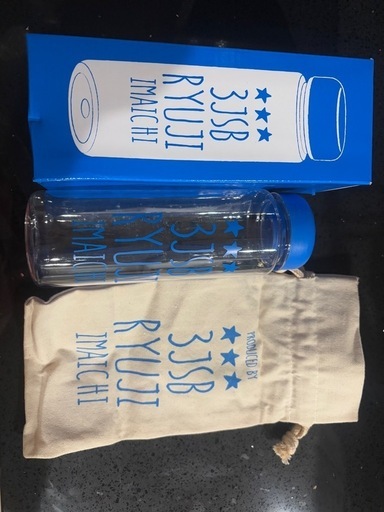 ★★★
3JSB
RYUJI
IMAICHI
★★★
3JSB
RYUJI
IMAICHI
PRODUCED BY
★★★
3JSB
RYUJI
IMAICHI